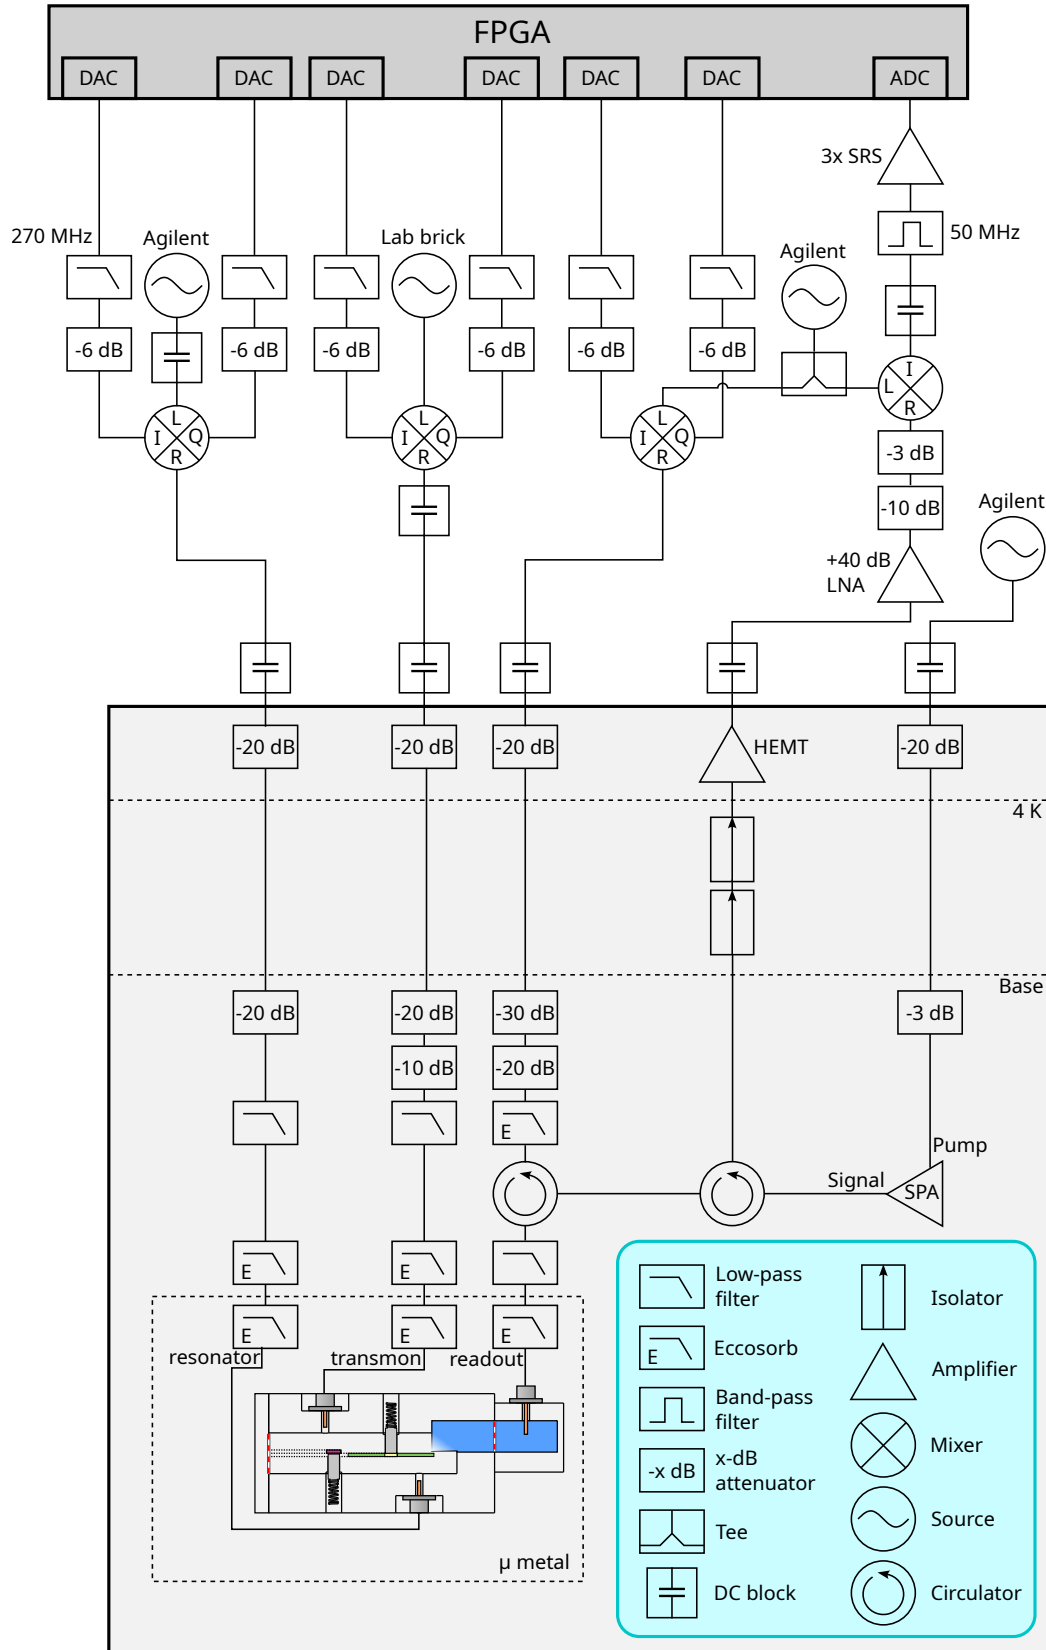 FPGA
DAC
DAC
DAC
DAC
DAC
DAC
ADC
3x SRS
270 MHz
Agilent
Lab brick
Agilent
50 MHz
-6 dB
-6 dB
-6 dB
-6 dB
-6 dB
-6 dB
L
I
Q
R
L
I
Q
R
L
I
Q
R
I
L
R
-3 dB
-10 dB
Agilent
+40 dB
LNA
-20 dB
-20 dB
-20 dB
HEMT
-20 dB
4 K
Base
-20 dB
-20 dB
-30 dB
-3 dB
-10 dB
-20 dB
E
Pump
Signal
SPA
E
E
E
E
E
resonator
transmon
readout
µ metal
Low-pass
filter
E
Eccosorb
Band-pass
filter
-x dB
x-dB
attenuator
Tee
DC block
Isolator
Amplifier
Mixer
Source
Circulator